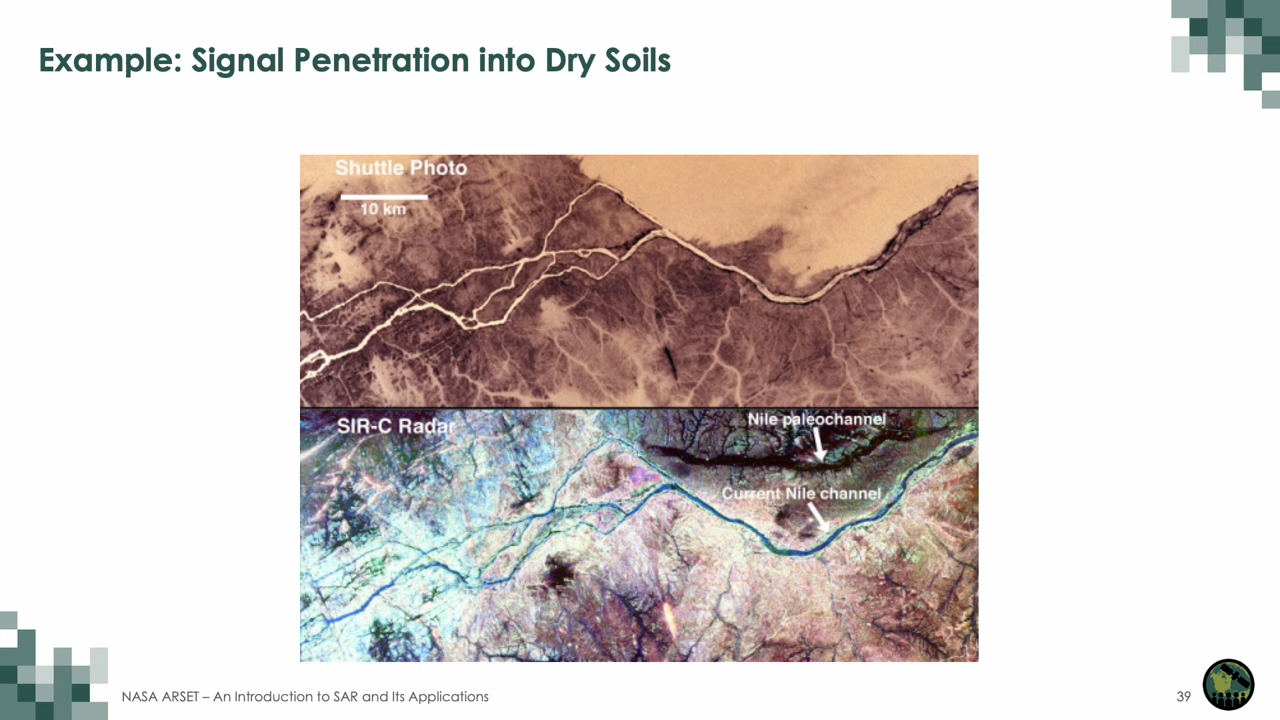 Example: Signal Penetration into Dry Soils
Shuttle Photo
10 km
SIR-C Radar
Nile paleochannel
Current Nile channel
NASA ARSET – An Introduction to SAR and Its Applications
39